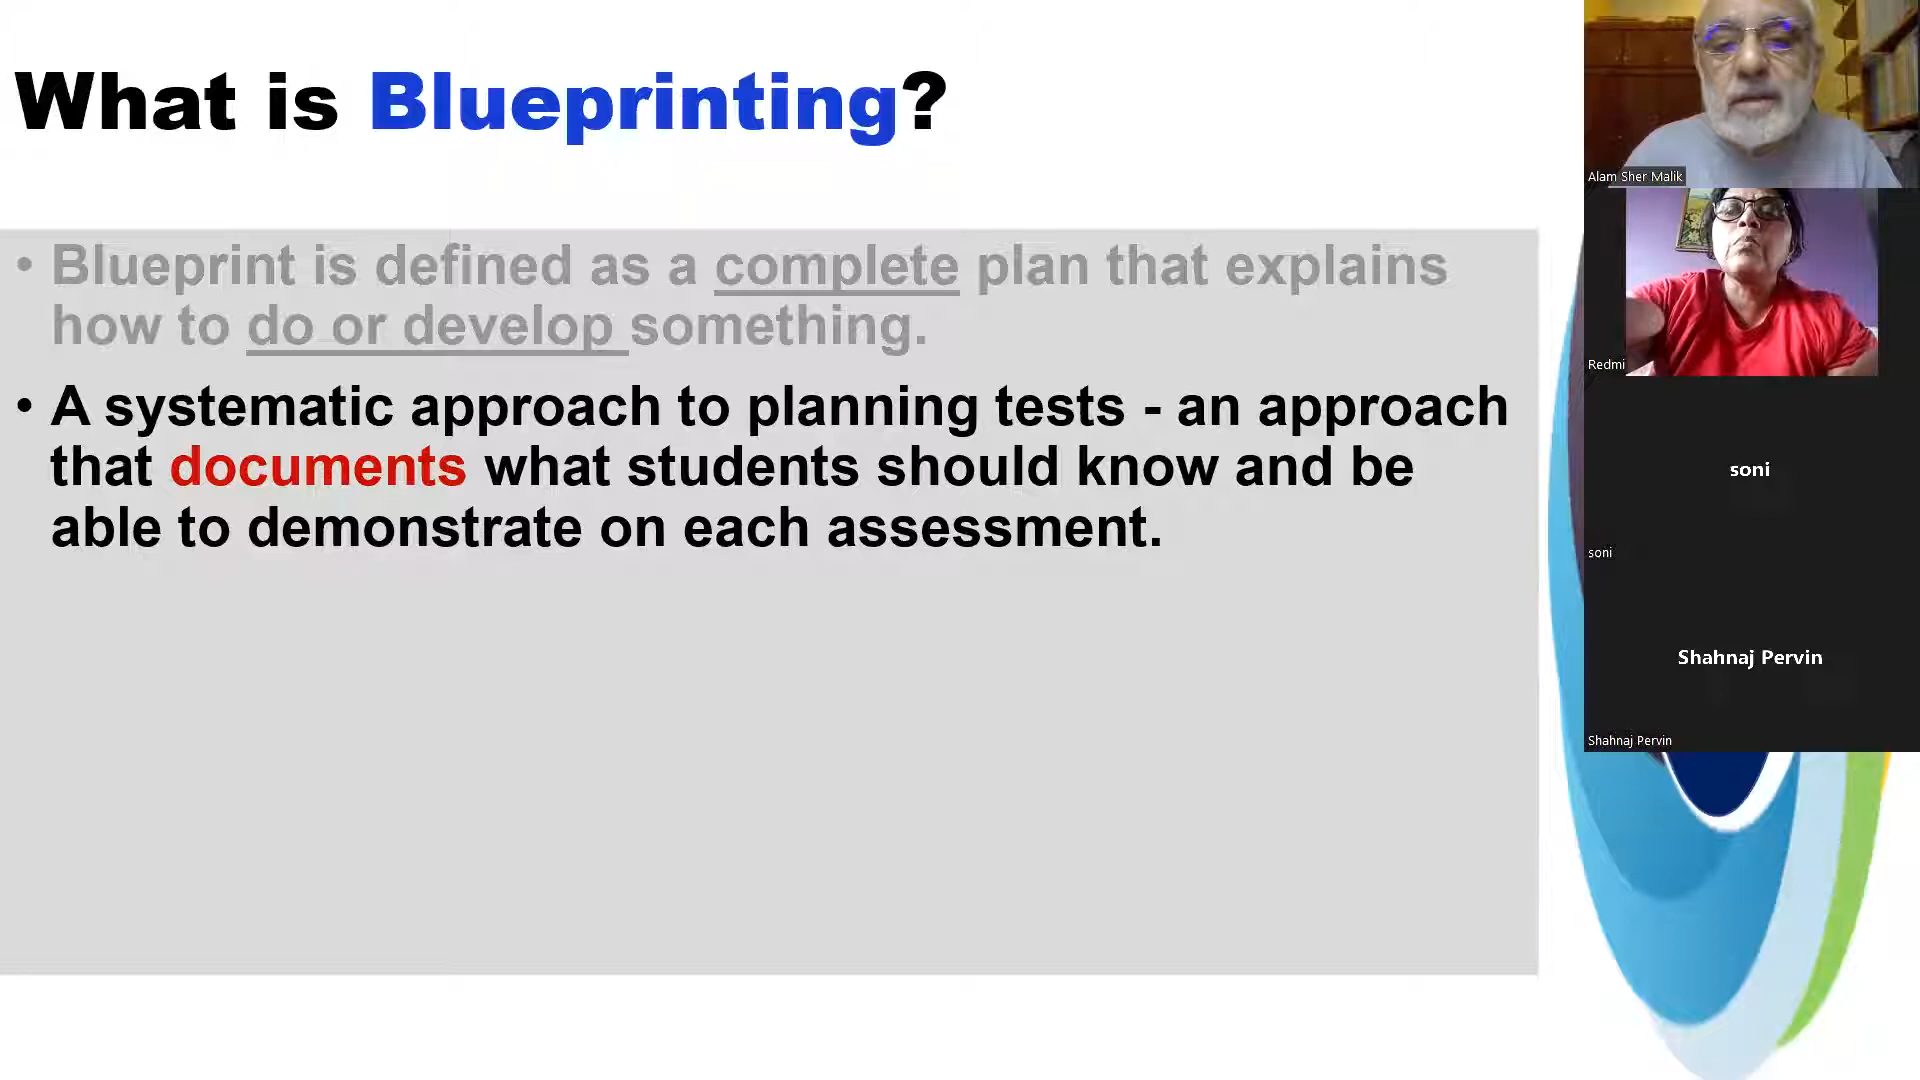 What is Blueprinting?
• Blueprint is defined as a complete plan that explains
how to do or develop something.
• A systematic approach to planning tests - an approach
that documents what students should know and be
able to demonstrate on each assessment.
Alam Sher Malik
Redmi
soni
soni
Shahnaj Pervin
Shahnaj Pervin